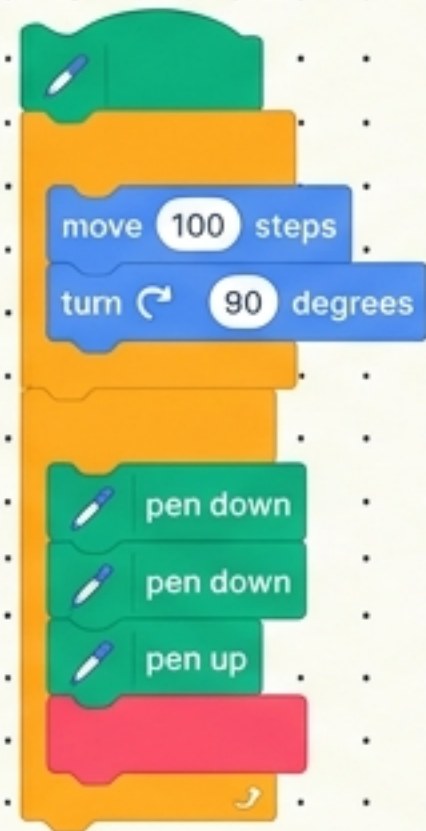 move 100 steps
turn 90 degrees
pen down
pen down
pen up